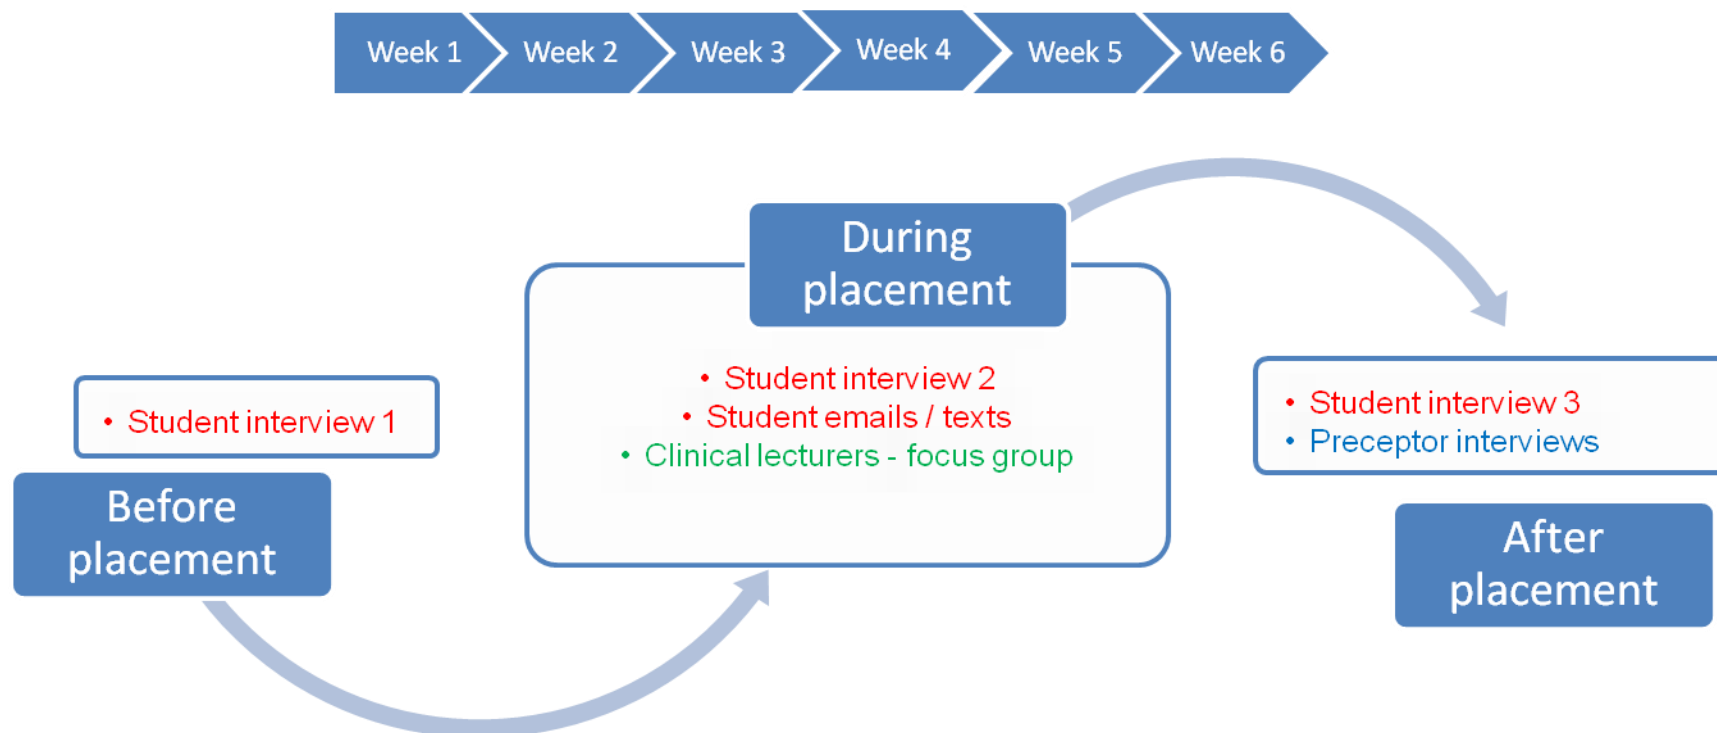 Week 1 Week 2 Week 3 Week 4 Week 5 Week 6
• Student interview 1
Before
placement
During
placement
• Student interview 2
• Student emails / texts
• Clinical lecturers - focus group
• Student interview 3
• Preceptor interviews
After
placement